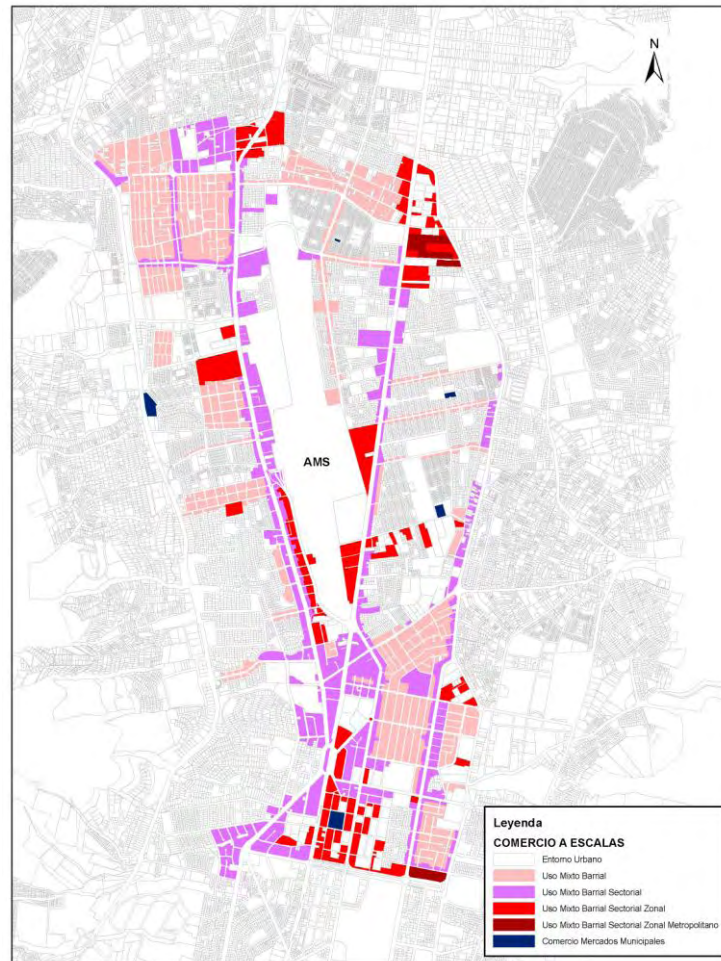 N
AMS
Leyenda
COMERCIO A ESCALAS
Entorno Urbano
Uso Mixto Barrial
Uso Mixto Barrial Sectorial
Uso Mixto Barrial Sectorial Zonal
Uso Mixto Barrial Sectorial Zonal Metropolitano
Comercio Mercados Municipales